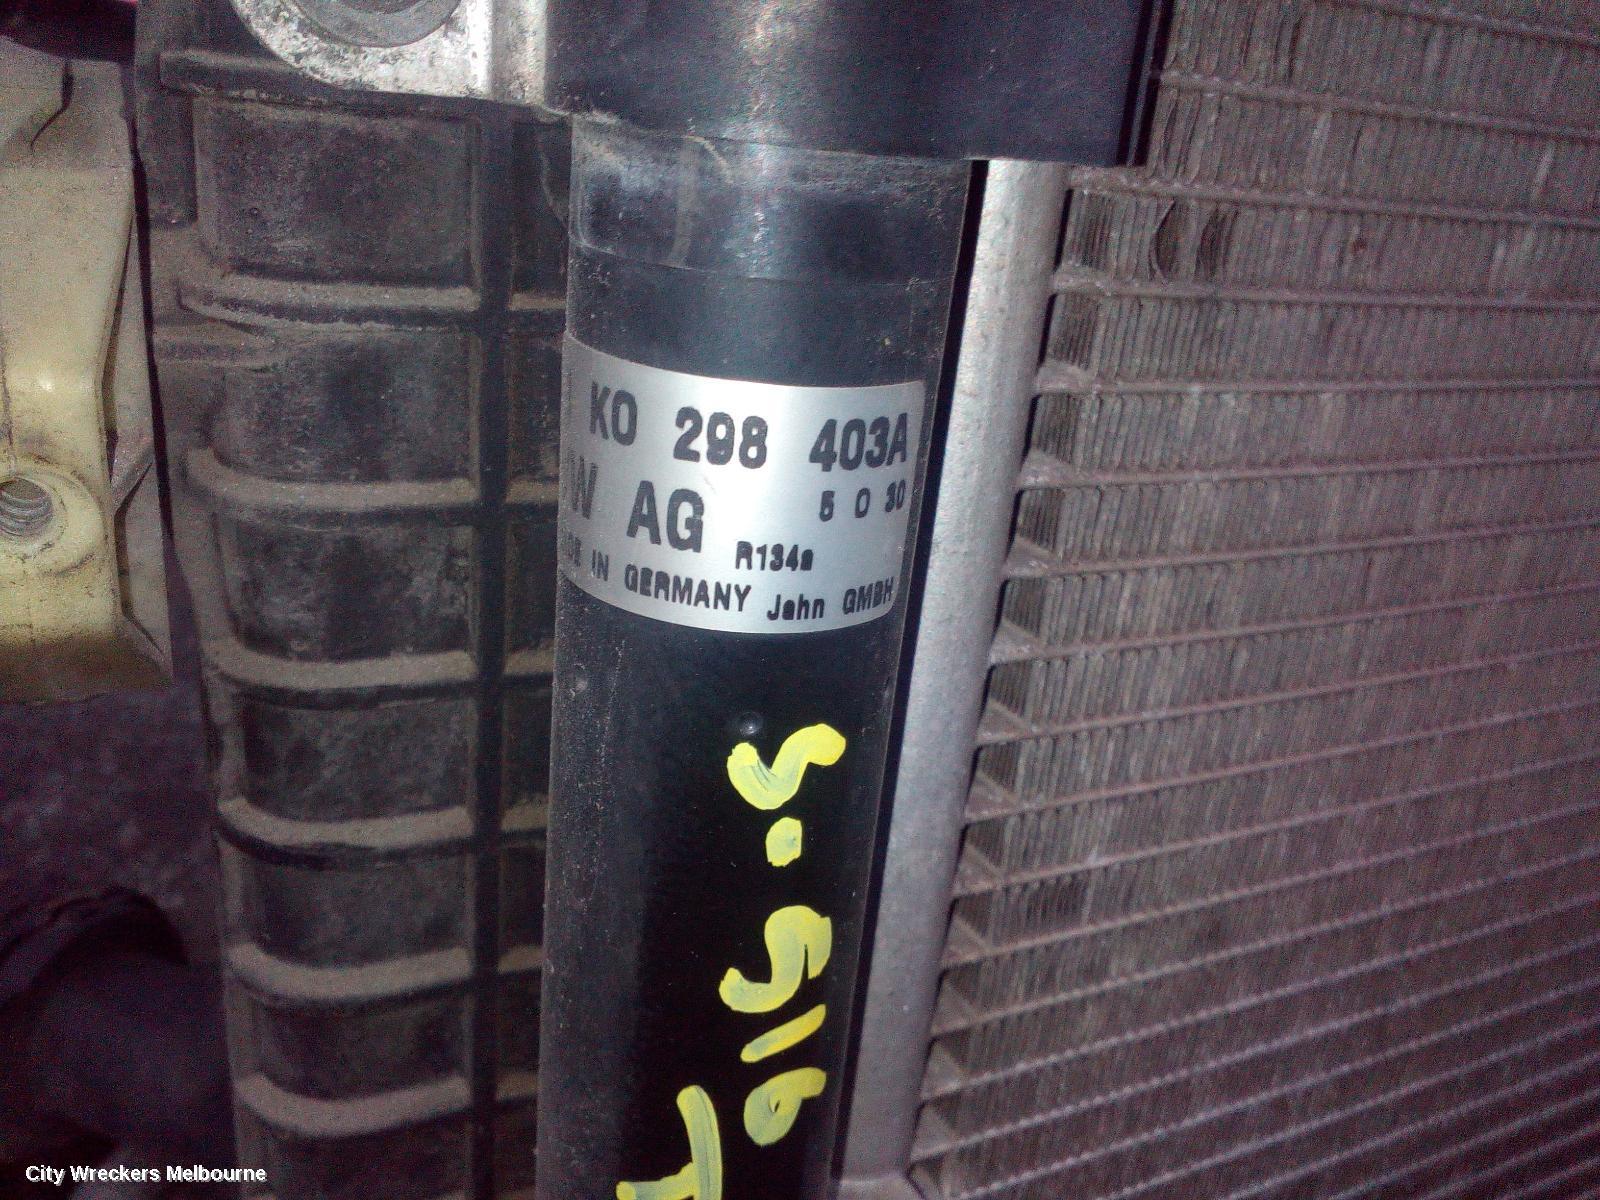 KO 298 403A
W AG 5 0 30
R134a
IN GERMANY Jahn GMBH
City Wreckers Melbourne